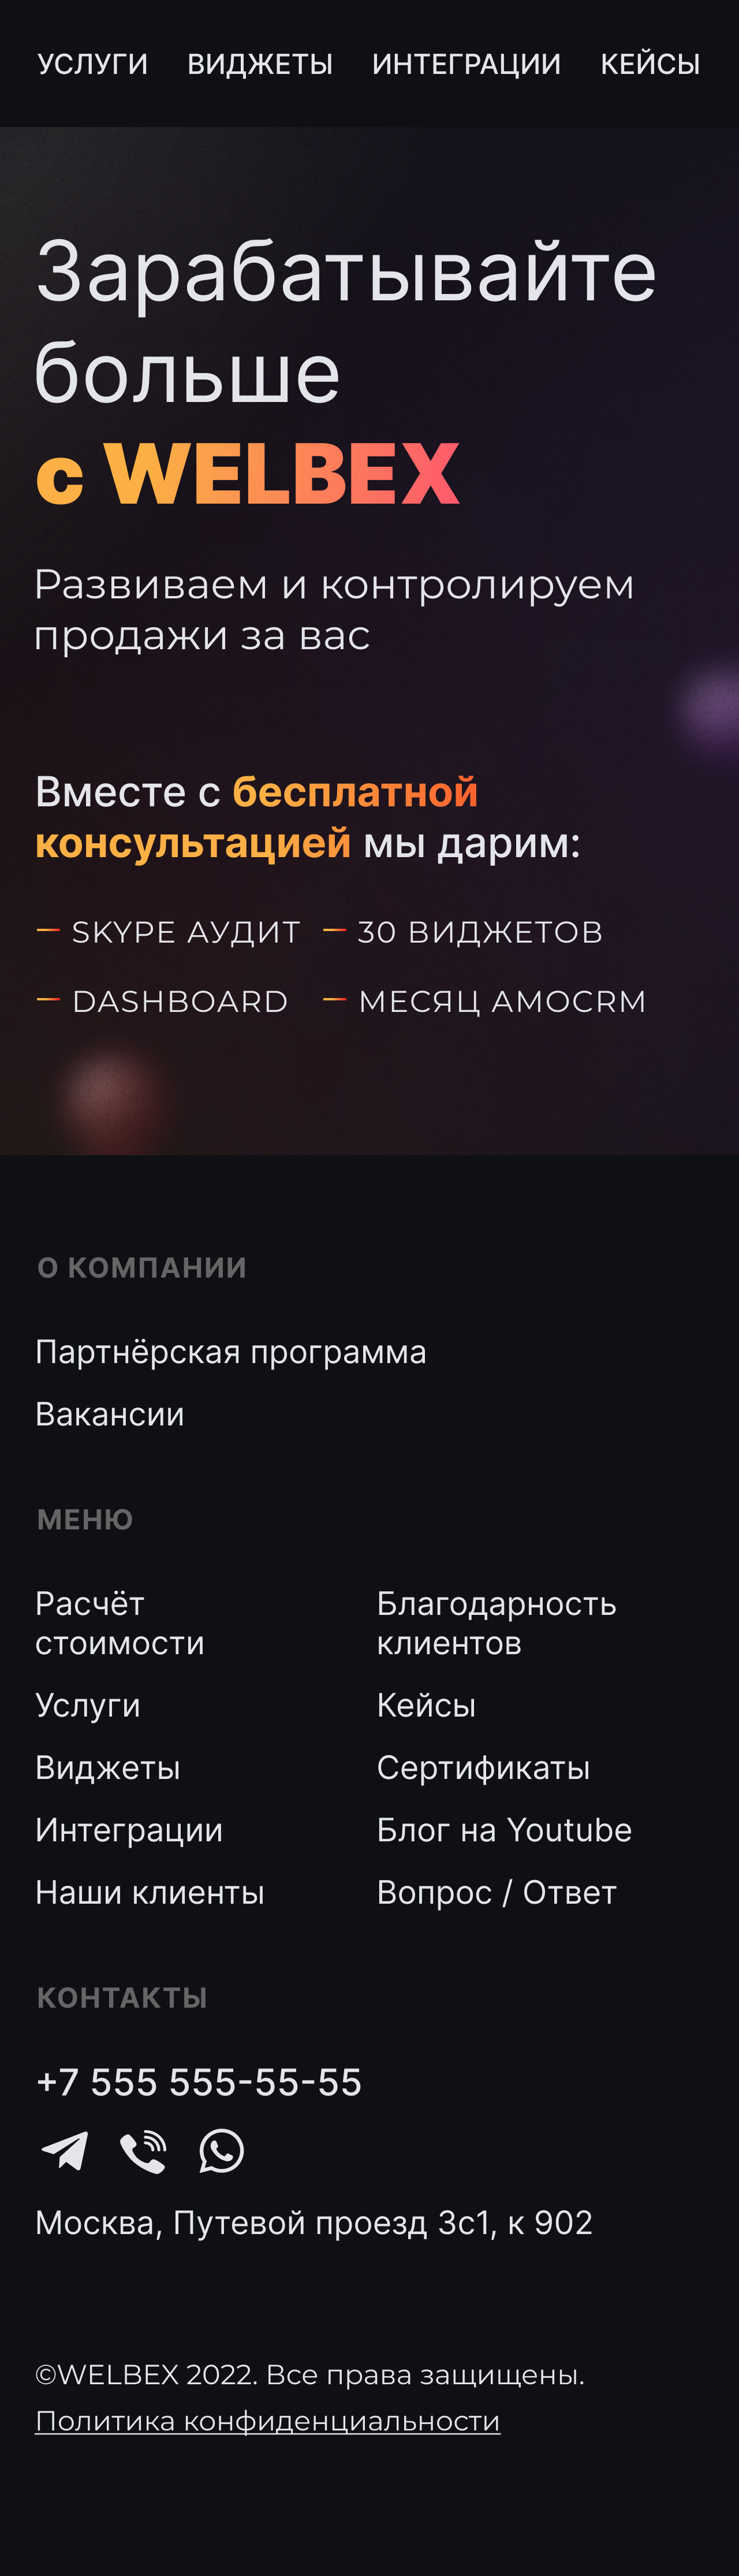 УСЛУГИ ВИДЖЕТЫ ИНТЕГРАЦИИ КЕЙСЫ
Зарабатывайте
больше
с WELBEX
Развиваем и контролируем
продажи за вас
Вместе с бесплатной
консультацией мы дарим:
SKYPE АУДИТ
30 ВИДЖЕТОВ
DASHBOARD
МЕСЯЦ AMOCRM
О КОМПАНИИ
Партнёрская программа
Вакансии
МЕНЮ
Расчёт
стоимости
Услуги
Виджеты
Интеграции
Наши клиенты
Благодарность
клиентов
Кейсы
Сертификаты
Блог на Youtube
Вопрос / Ответ
КОНТАКТЫ
+7 555 555-55-55
Москва, Путевой проезд 3с1, к 902
©WELBEX 2022. Все права защищены.
Политика конфиденциальности